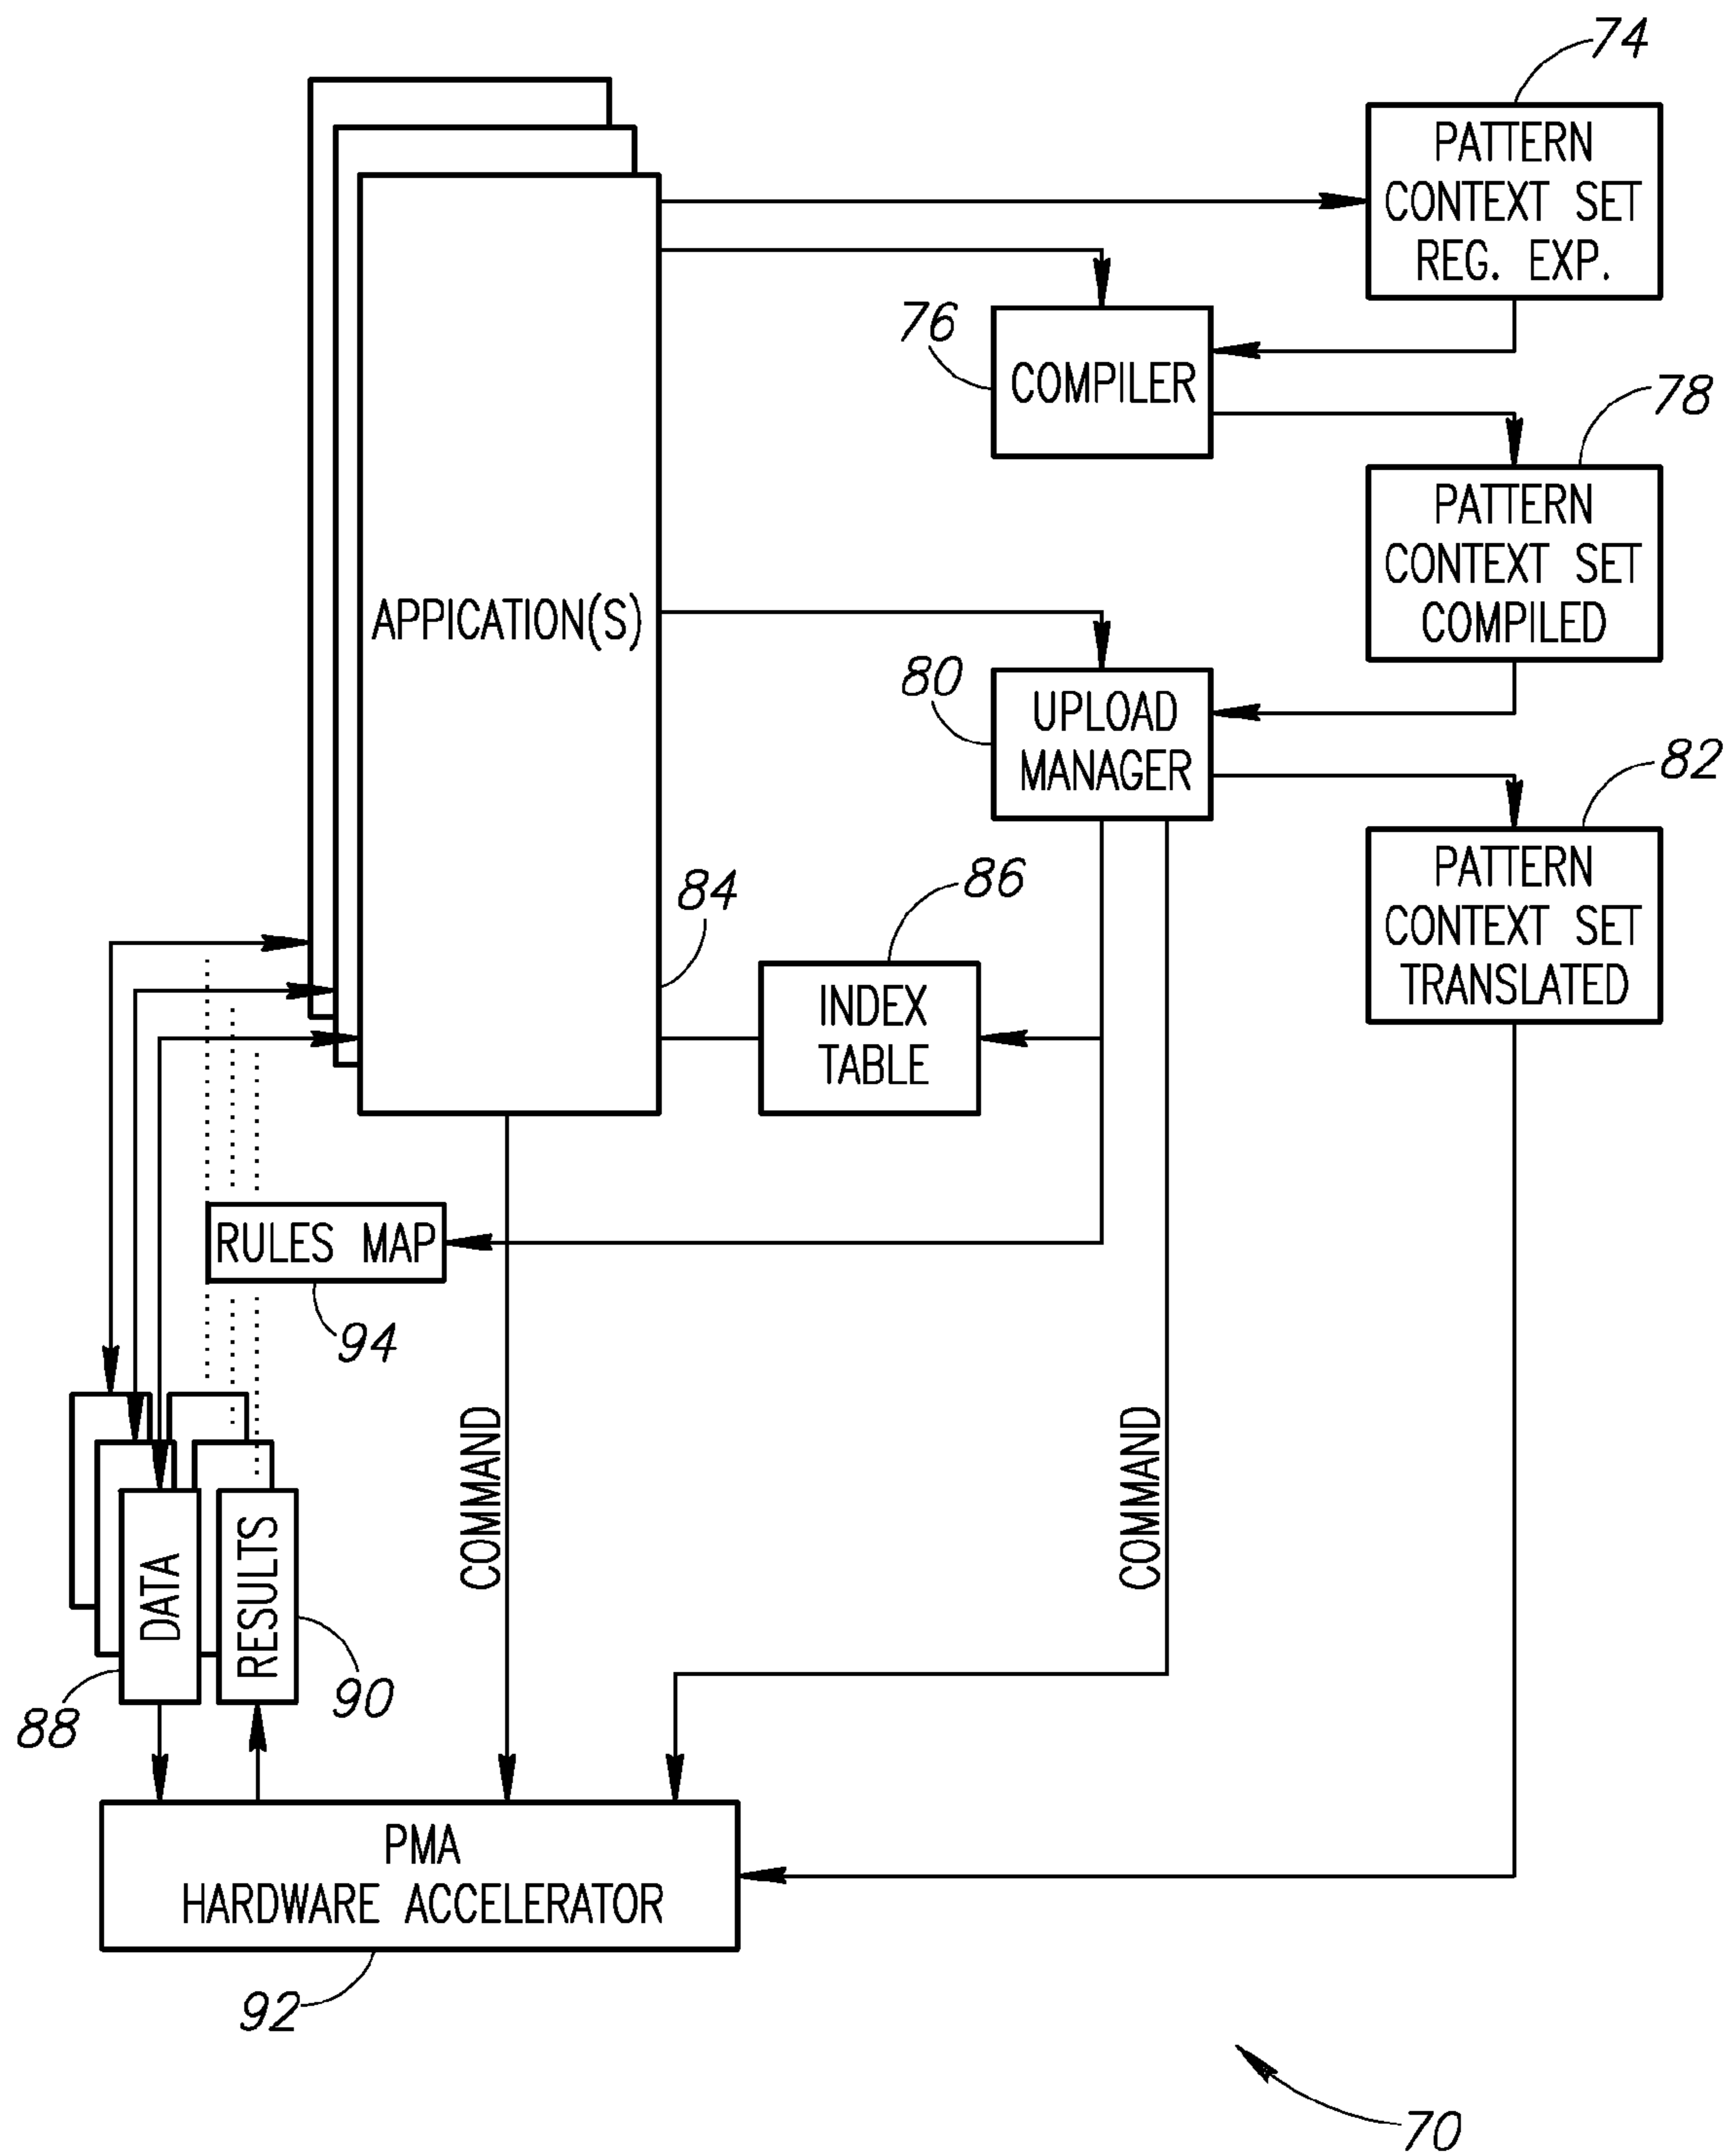 74
PATTERN
CONTEXT SET
REG. EXP.
76
COMPILER
78
PATTERN
CONTEXT SET
COMPILED
APPICATION(S)
80
UPLOAD
MANAGER
82
PATTERN
CONTEXT SET
TRANSLATED
84
86
INDEX
TABLE
RULES MAP
94
COMMAND
COMMAND
DATA
RESULTS
88
90
PMA
HARDWARE ACCELERATOR
92
70